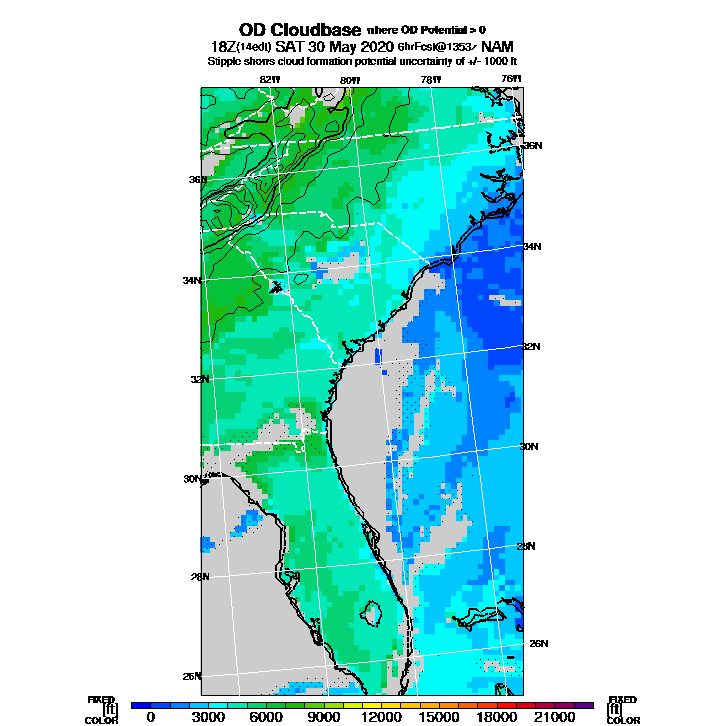 OD Cloudbase where OD Potential > 0
18Z(14edt) SAT 30 May 2020 6hrFcst@1353z NAM
Stipple shows cloud formation potential uncertainty of +/- 1000 ft
82W 80W 78W 76W
36N 36N
34N 34N
32N 32N
30N 30N
28N 28N
26N 26N
FIXED FIXED
[ft] 0 3000 6000 9000 12000 15000 18000 21000 [ft]
COLOR COLOR